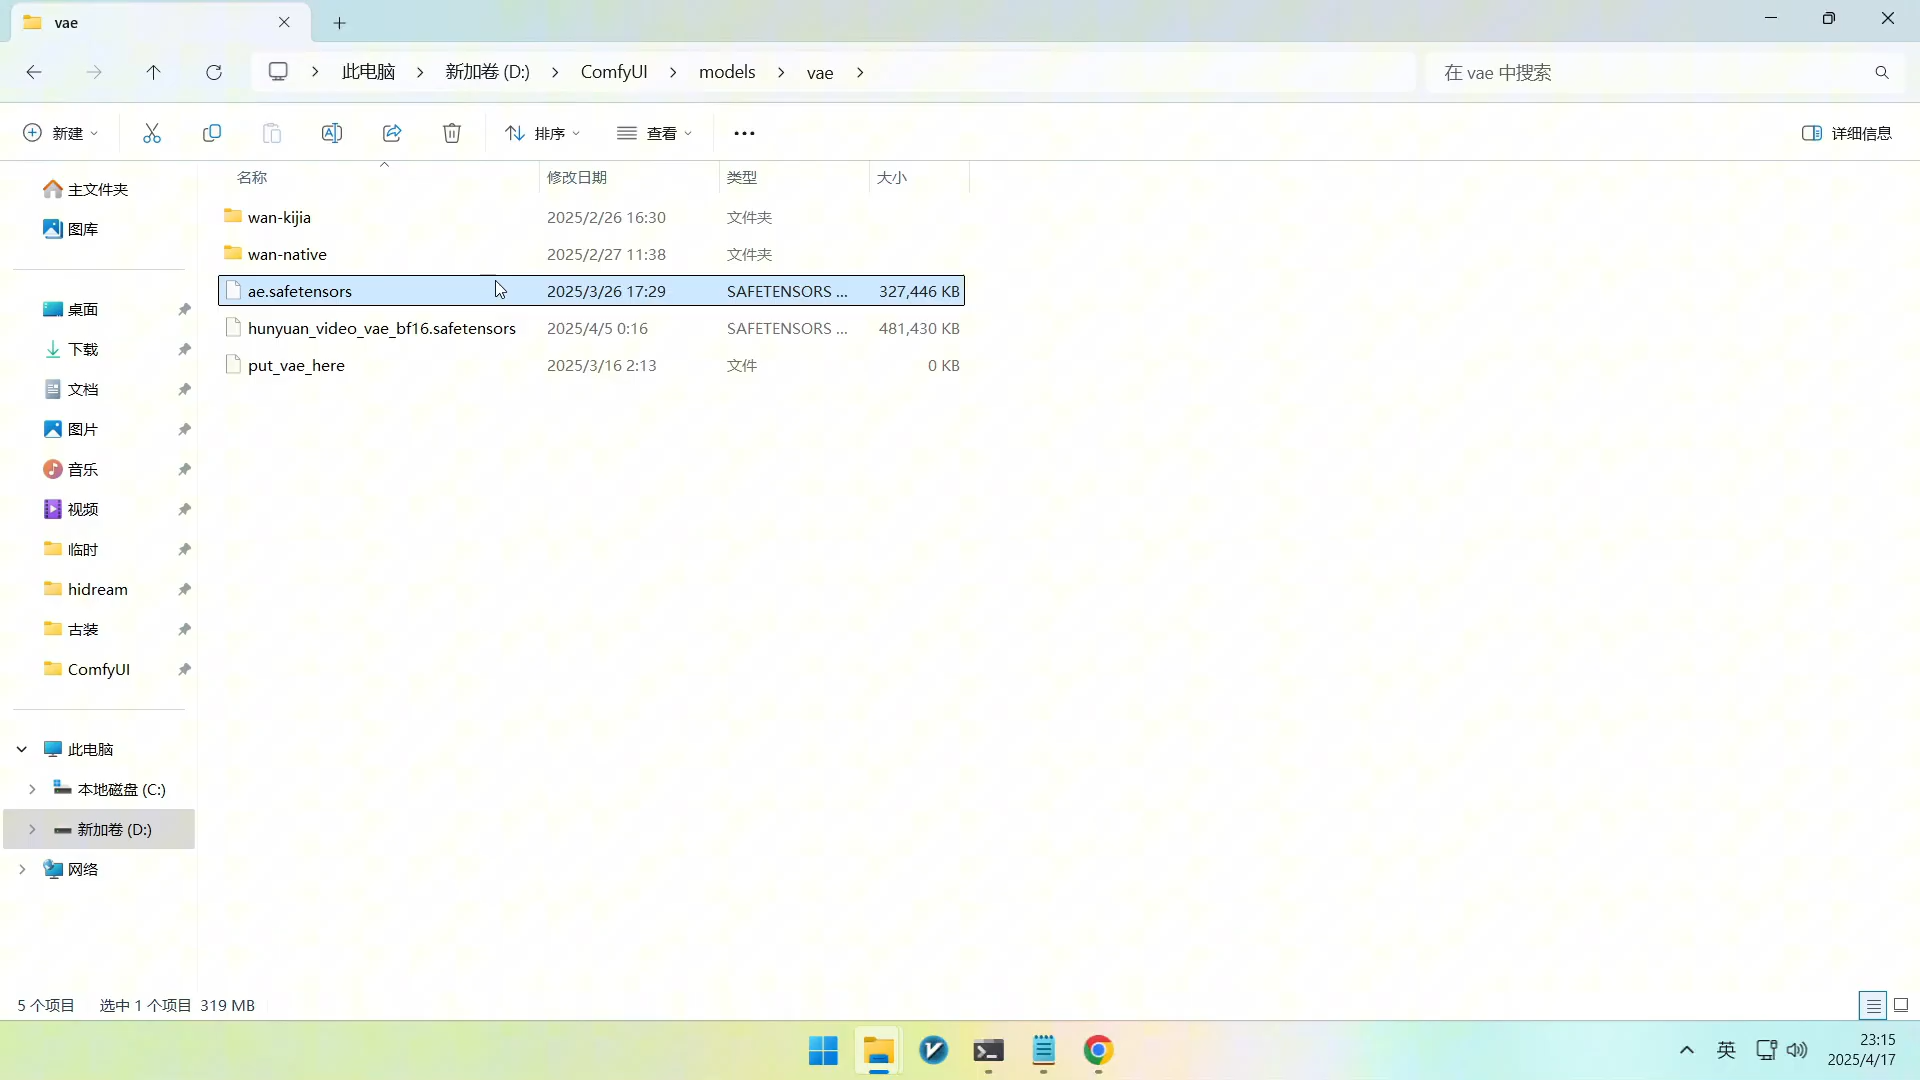 vae
此电脑 新加卷 (D:) ComfyUI models vae
在 vae 中搜索
新建 排序 查看 详细信息
名称 修改日期 类型 大小
wan-kijia 2025/2/26 16:30 文件夹
wan-native 2025/2/27 11:38 文件夹
ae.safetensors 2025/3/26 17:29 SAFETENSORS ... 327,446 KB
hunyuan_video_vae_bf16.safetensors 2025/4/5 0:16 SAFETENSORS ... 481,430 KB
put_vae_here 2025/3/16 2:13 文件 0 KB
主文件夹
图库
桌面
下载
文档
图片
音乐
视频
临时
hidream
古装
ComfyUI
此电脑
本地磁盘 (C:)
新加卷 (D:)
网络
5 个项目 选中 1 个项目 319 MB
英
23:15
2025/4/17